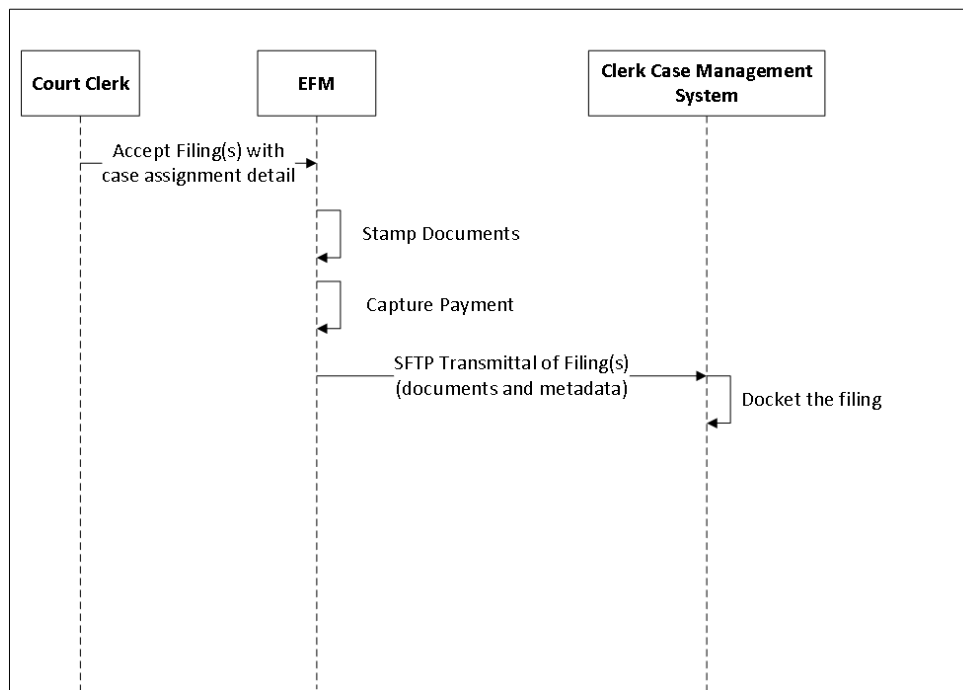 Court Clerk
EFM
Clerk Case Management
System
Accept Filing(s) with
case assignment detail
Stamp Documents
Capture Payment
SFTP Transmittal of Filing(s)
(documents and metadata)
Docket the filing